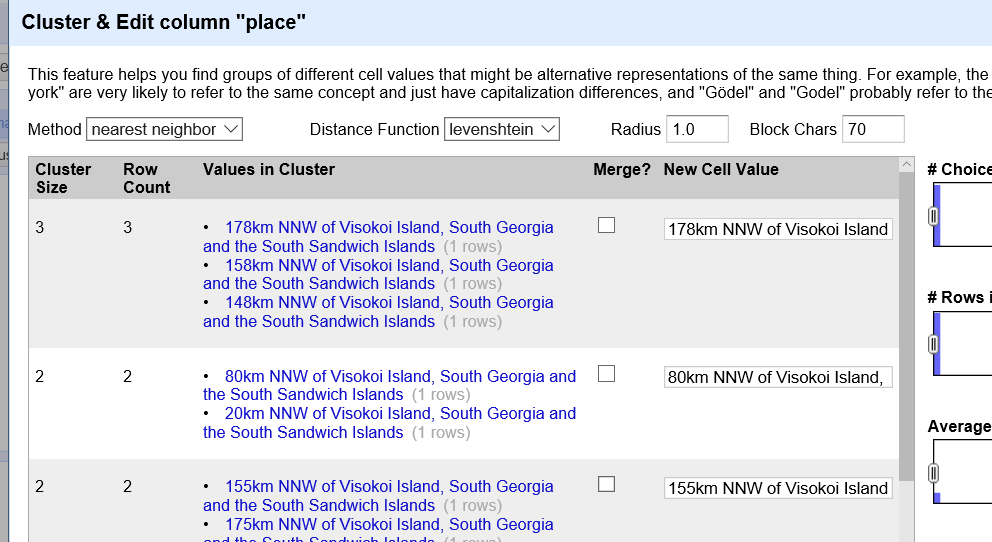 Cluster & Edit column "place"
This feature helps you find groups of different cell values that might be alternative representations of the same thing. For example, the
york" are very likely to refer to the same concept and just have capitalization differences, and "Gödel" and "Godel" probably refer to the
Method nearest neighbor Distance Function levenshtein Radius 1.0 Block Chars 70
Cluster Size Row Count Values in Cluster Merge? New Cell Value # Choice
3 3 • 178km NNW of Visokoi Island, South Georgia 178km NNW of Visokoi Island
and the South Sandwich Islands (1 rows)
• 158km NNW of Visokoi Island, South Georgia
and the South Sandwich Islands (1 rows)
• 148km NNW of Visokoi Island, South Georgia # Rows i
and the South Sandwich Islands (1 rows)
2 2 • 80km NNW of Visokoi Island, South Georgia and 80km NNW of Visokoi Island,
the South Sandwich Islands (1 rows)
• 20km NNW of Visokoi Island, South Georgia and Average
the South Sandwich Islands (1 rows)
2 2 • 155km NNW of Visokoi Island, South Georgia 155km NNW of Visokoi Island
and the South Sandwich Islands (1 rows)
• 175km NNW of Visokoi Island, South Georgia
and the South Sandwich Islands (1 rows)